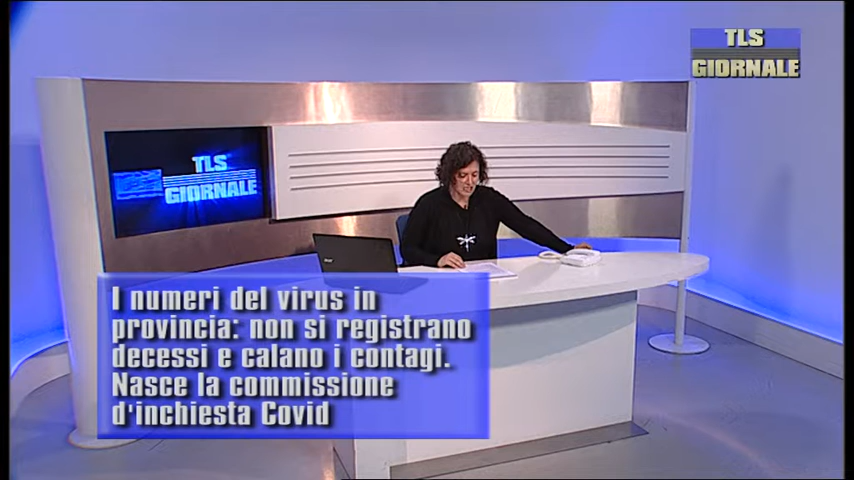 TLS
GIORNALE
TLS
GIORNALE
I numeri del virus in
provincia: non si registrano
decessi e calano i contagi.
Nasce la commissione
d'inchiesta Covid